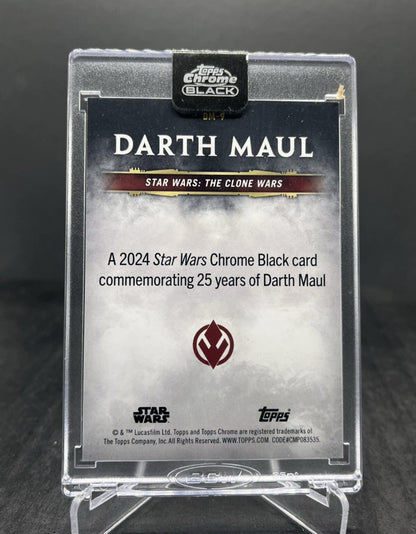 Topps
Chrome
BLACK
DM-9
DARTH MAUL
STAR WARS: THE CLONE WARS
A 2024 Star Wars Chrome Black card
commemorating 25 years of Darth Maul
STAR WARS
Topps
© & ™ Lucasfilm Ltd. Topps and Topps Chrome are registered trademarks of
The Topps Company, Inc. All Rights Reserved. WWW.TOPPS.COM. CODE#CMP083535.